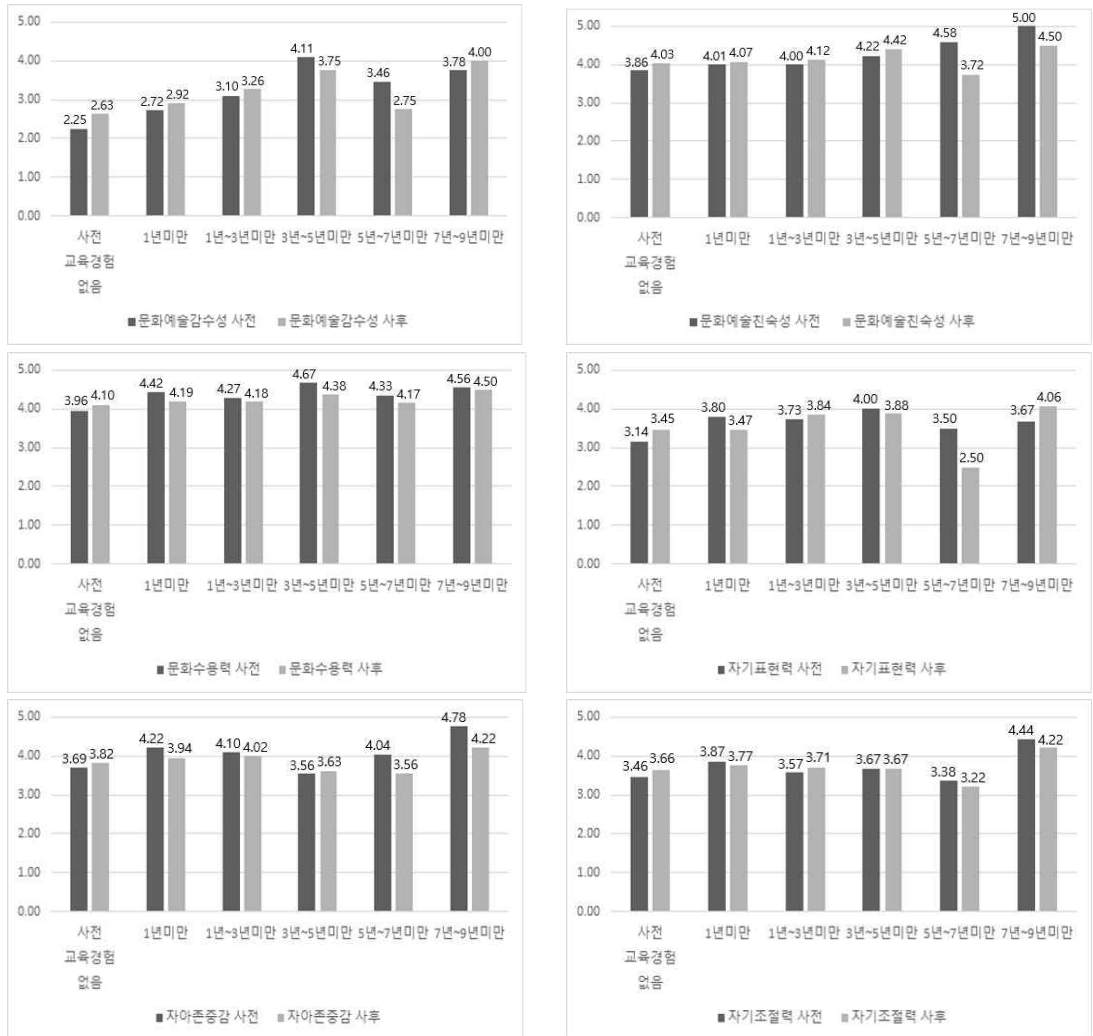 5.00
4.00
3.00
2.00
1.00
0.00
2.25 2.63 2.72 2.92 3.10 3.26 4.11 3.75 3.46 2.75 3.78 4.00
사전 1년미만 1년~3년미만 3년~5년미만 5년~7년미만 7년~9년미만
교육경험
없음
■문화예술감수성 사전 ■문화예술감수성 사후
5.00
4.00
3.00
2.00
1.00
0.00
3.86 4.03 4.01 4.07 4.00 4.12 4.22 4.42 4.58 3.72 5.00 4.50
사전 1년미만 1년~3년미만 3년~5년미만 5년~7년미만 7년~9년미만
교육경험
없음
■문화예술친숙성 사전 ■문화예술친숙성 사후
5.00
4.00
3.00
2.00
1.00
0.00
3.96 4.10 4.42 4.19 4.27 4.18 4.67 4.38 4.33 4.17 4.56 4.50
사전 1년미만 1년~3년미만 3년~5년미만 5년~7년미만 7년~9년미만
교육경험
없음
■문화수용력 사전 ■문화수용력 사후
5.00
4.00
3.00
2.00
1.00
0.00
3.14 3.45 3.80 3.47 3.73 3.84 4.00 3.88 3.50 2.50 3.67 4.06
사전 1년미만 1년~3년미만 3년~5년미만 5년~7년미만 7년~9년미만
교육경험
없음
■자기표현력 사전 ■자기표현력 사후
5.00
4.00
3.00
2.00
1.00
0.00
3.69 3.82 4.22 3.94 4.10 4.02 3.56 3.63 4.04 3.56 4.78 4.22
사전 1년미만 1년~3년미만 3년~5년미만 5년~7년미만 7년~9년미만
교육경험
없음
■자아존중감 사전 ■자아존중감 사후
5.00
4.00
3.00
2.00
1.00
0.00
3.46 3.66 3.87 3.77 3.57 3.71 3.67 3.67 3.38 3.22 4.44 4.22
사전 1년미만 1년~3년미만 3년~5년미만 5년~7년미만 7년~9년미만
교육경험
없음
■자기조절력 사전 ■자기조절력 사후